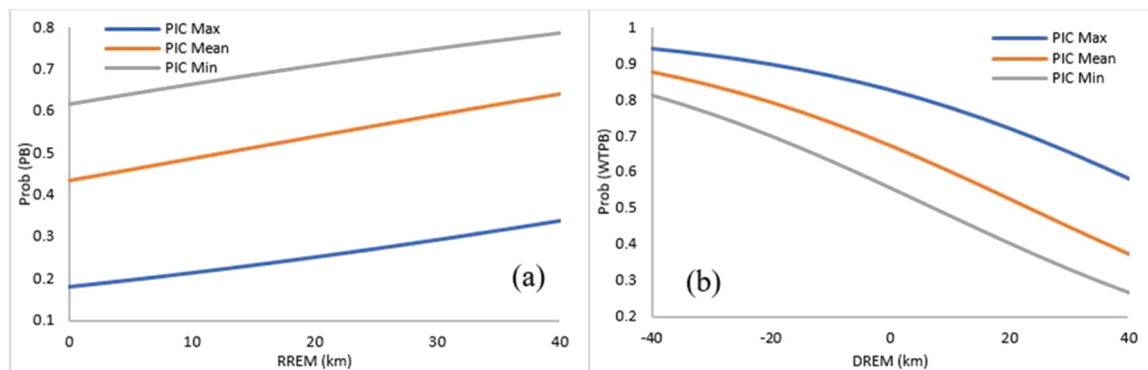 0.8
0.7
0.6
0.5
0.4
0.3
0.2
0.1
Prob (PB)
PIC Max
PIC Mean
PIC Min
(a)
0
10
20
30
40
RREM (km)
1
0.9
0.8
0.7
0.6
0.5
0.4
0.3
0.2
Prob (WTPB)
PIC Max
PIC Mean
PIC Min
(b)
-40
-20
0
20
40
DREM (km)